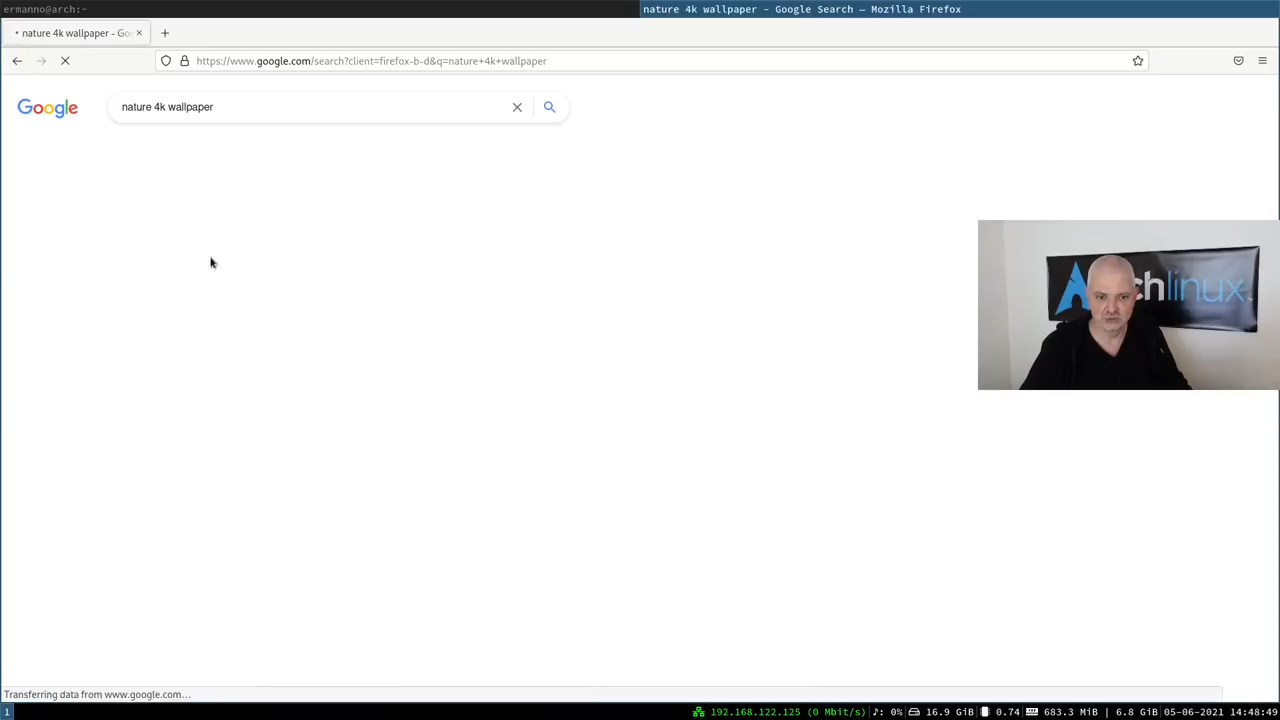 ermanno@arch:~
nature 4k wallpaper - Google Search — Mozilla Firefox
nature 4k wallpaper - Goo
https://www.google.com/search?client=firefox-b-d&q=nature+4k+wallpaper
Google
nature 4k wallpaper
chlinux
Transferring data from www.google.com…
1
192.168.122.125 (0 Mbit/s) ♪: 0% 16.9 GiB 0.74 683.3 MiB | 6.8 GiB 05-06-2021 14:48:49